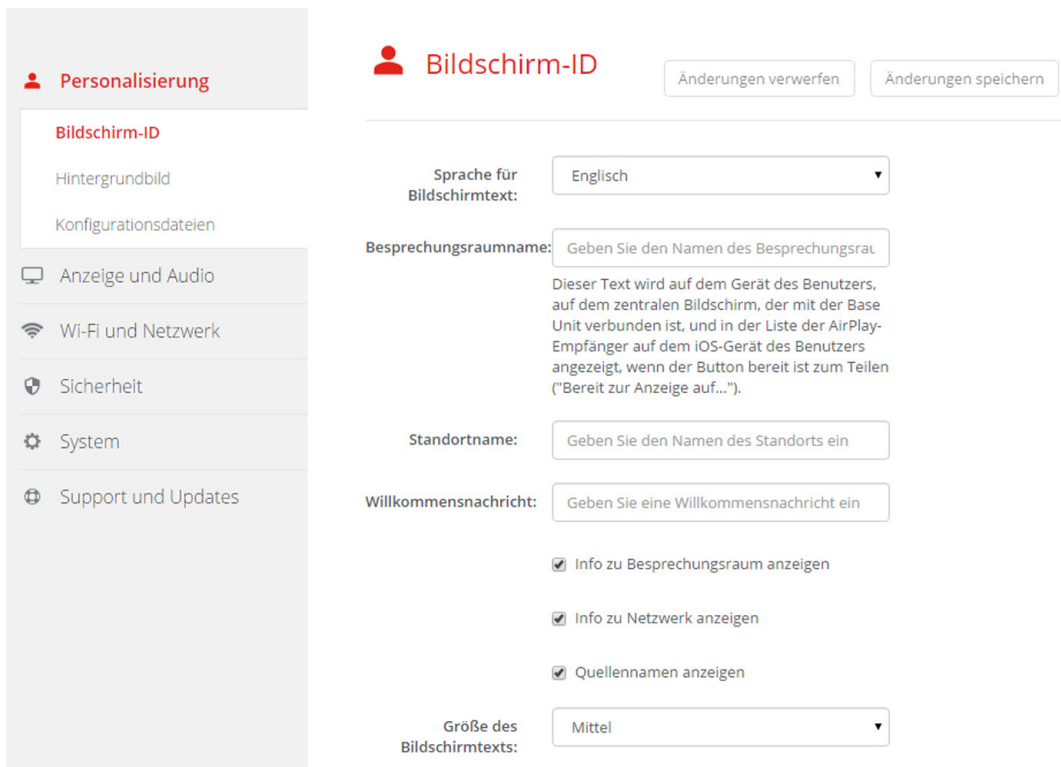 Personalisierung
Bildschirm-ID
Hintergrundbild
Konfigurationsdateien
Anzeige und Audio
Wi-Fi und Netzwerk
Sicherheit
System
Support und Updates
Bildschirm-ID
Änderungen verwerfen
Änderungen speichern
Sprache für
Bildschirmtext:
Englisch
Besprechungsraumname:
Geben Sie den Namen des Besprechungsrau
Dieser Text wird auf dem Gerät des Benutzers,
auf dem zentralen Bildschirm, der mit der Base
Unit verbunden ist, und in der Liste der AirPlay-
Empfänger auf dem iOS-Gerät des Benutzers
angezeigt, wenn der Button bereit ist zum Teilen
("Bereit zur Anzeige auf...").
Standortname:
Geben Sie den Namen des Standorts ein
Willkommensnachricht:
Geben Sie eine Willkommensnachricht ein
Info zu Besprechungsraum anzeigen
Info zu Netzwerk anzeigen
Quellennamen anzeigen
Größe des
Bildschirmtexts:
Mittel